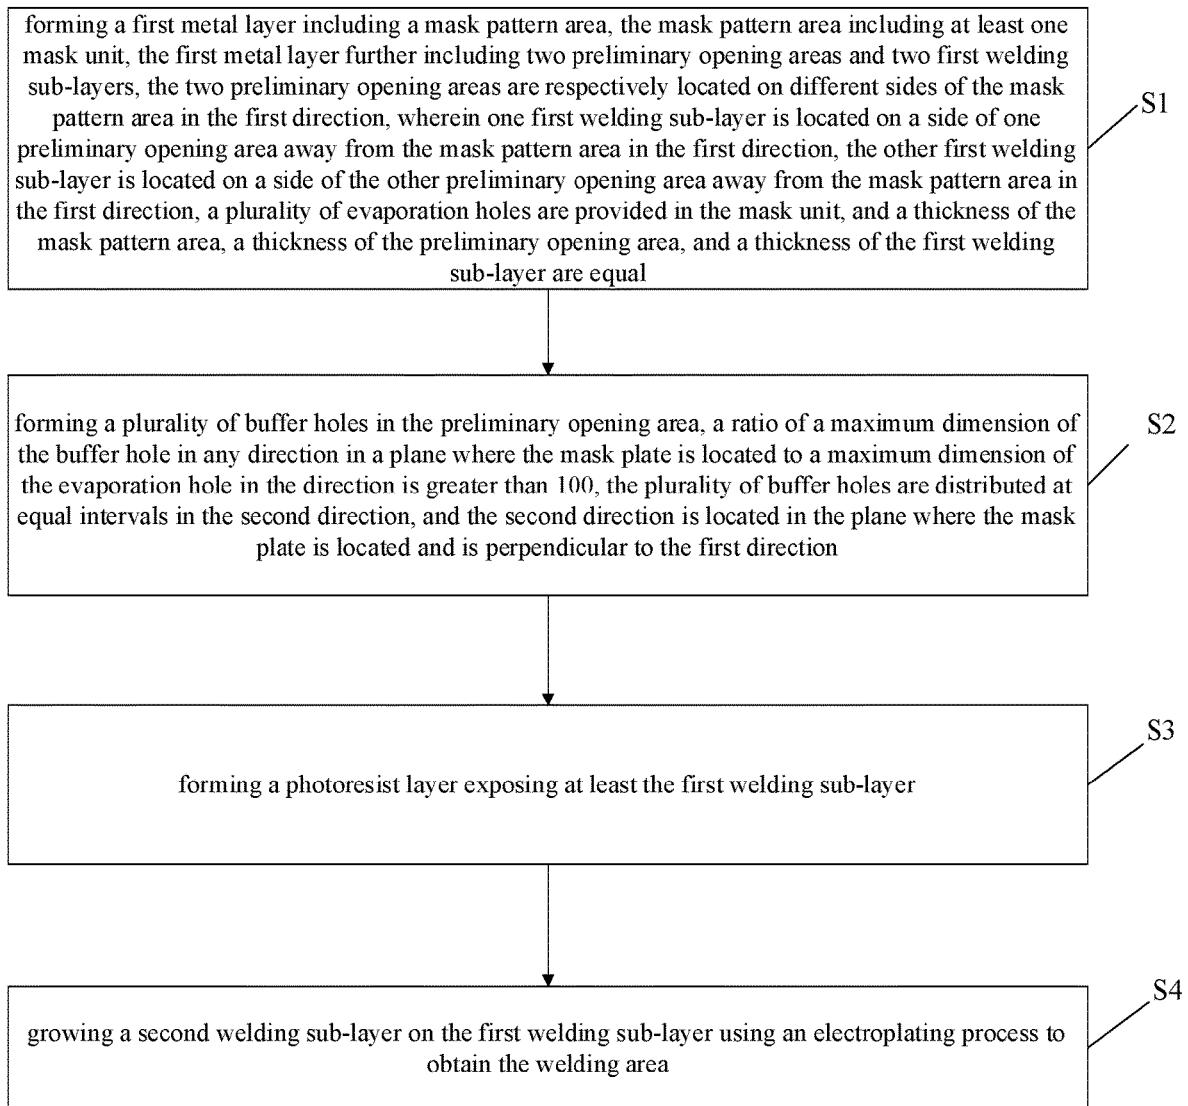 forming a first metal layer including a mask pattern area, the mask pattern area including at least one
mask unit, the first metal layer further including two preliminary opening areas and two first welding
sub-layers, the two preliminary opening areas are respectively located on different sides of the mask
pattern area in the first direction, wherein one first welding sub-layer is located on a side of one
preliminary opening area away from the mask pattern area in the first direction, the other first welding
sub-layer is located on a side of the other preliminary opening area away from the mask pattern area in
the first direction, a plurality of evaporation holes are provided in the mask unit, and a thickness of the
mask pattern area, a thickness of the preliminary opening area, and a thickness of the first welding
sub-layer are equal
S1
forming a plurality of buffer holes in the preliminary opening area, a ratio of a maximum dimension of
the buffer hole in any direction in a plane where the mask plate is located to a maximum dimension of
the evaporation hole in the direction is greater than 100, the plurality of buffer holes are distributed at
equal intervals in the second direction, and the second direction is located in the plane where the mask
plate is located and is perpendicular to the first direction
S2
forming a photoresist layer exposing at least the first welding sub-layer
S3
growing a second welding sub-layer on the first welding sub-layer using an electroplating process to
obtain the welding area
S4